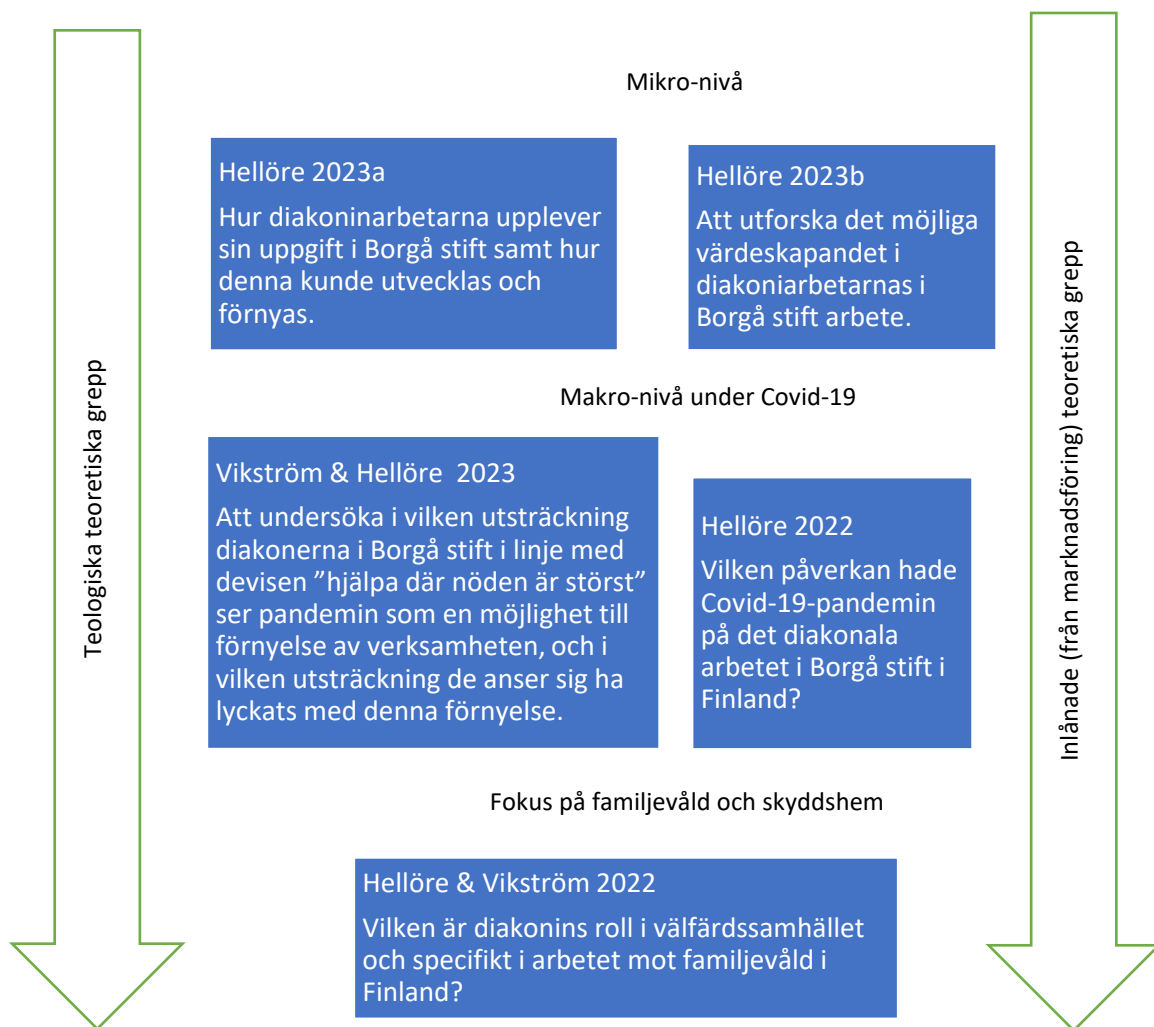 Mikro-nivå
Hellöre 2023a
Hur diakoninarbetarna upplever
sin uppgift i Borgå stift samt hur
denna kunde utvecklas och
förnyas.
Hellöre 2023b
Att utforska det möjliga
värdeskapandet i
diakoniarbetarnas i
Borgå stift arbete.
Teologiska teoretiska grepp
Inlånade (från marknadsföring) teoretiska grepp
Makro-nivå under Covid-19
Vikström & Hellöre 2023
Att undersöka i vilken utsträckning
diakonerna i Borgå stift i linje med
devisen ”hjälpa där nöden är störst”
ser pandemin som en möjlighet till
förnyelse av verksamheten, och i
vilken utsträckning de anser sig ha
lyckats med denna förnyelse.
Hellöre 2022
Vilken påverkan hade
Covid-19-pandemin
på det diakonala
arbetet i Borgå stift i
Finland?
Fokus på familjevåld och skyddshem
Hellöre & Vikström 2022
Vilken är diakonins roll i välfärdssamhället
och specifikt i arbetet mot familjevåld i
Finland?